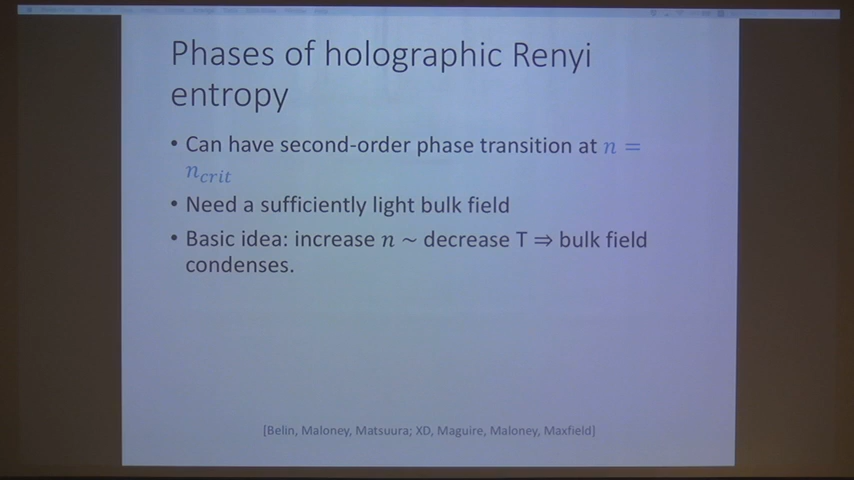 Phases of holographic Renyi
entropy
• Can have second-order phase transition at n =
n_crit
• Need a sufficiently light bulk field
• Basic idea: increase n ~ decrease T ⇒ bulk field
condenses.
[Belin, Maloney, Matsuura; XD, Maguire, Maloney, Maxfield]